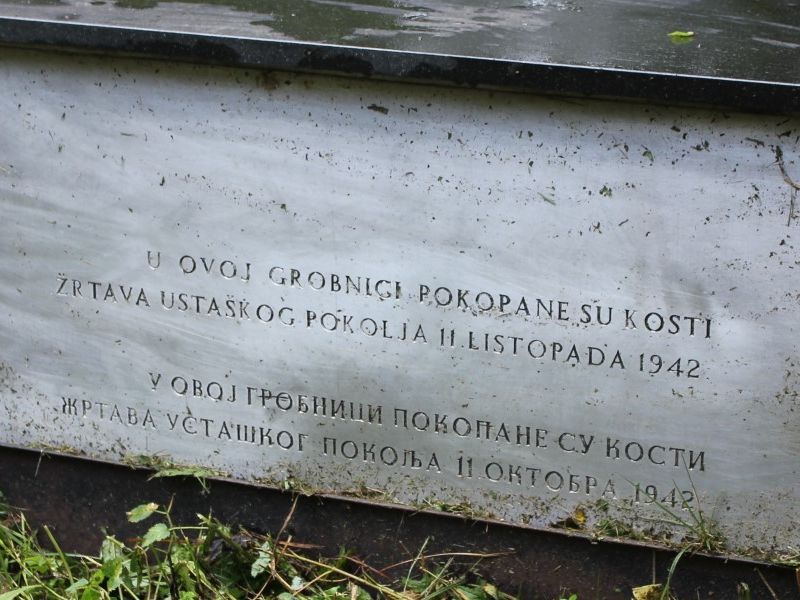 U OVOJ GROBNICI POKOPANE SU KOSTI
ŽRTAVA USTAŠKOG POKOLJA 11. LISTOPADA 1942.
У ОВОЈ ГРОБНИЦИ ПОКОПАНЕ СУ КОСТИ
ЖРТАВА УСТАШКОГ ПОКОЉА 11. ОКТОБРА 1942